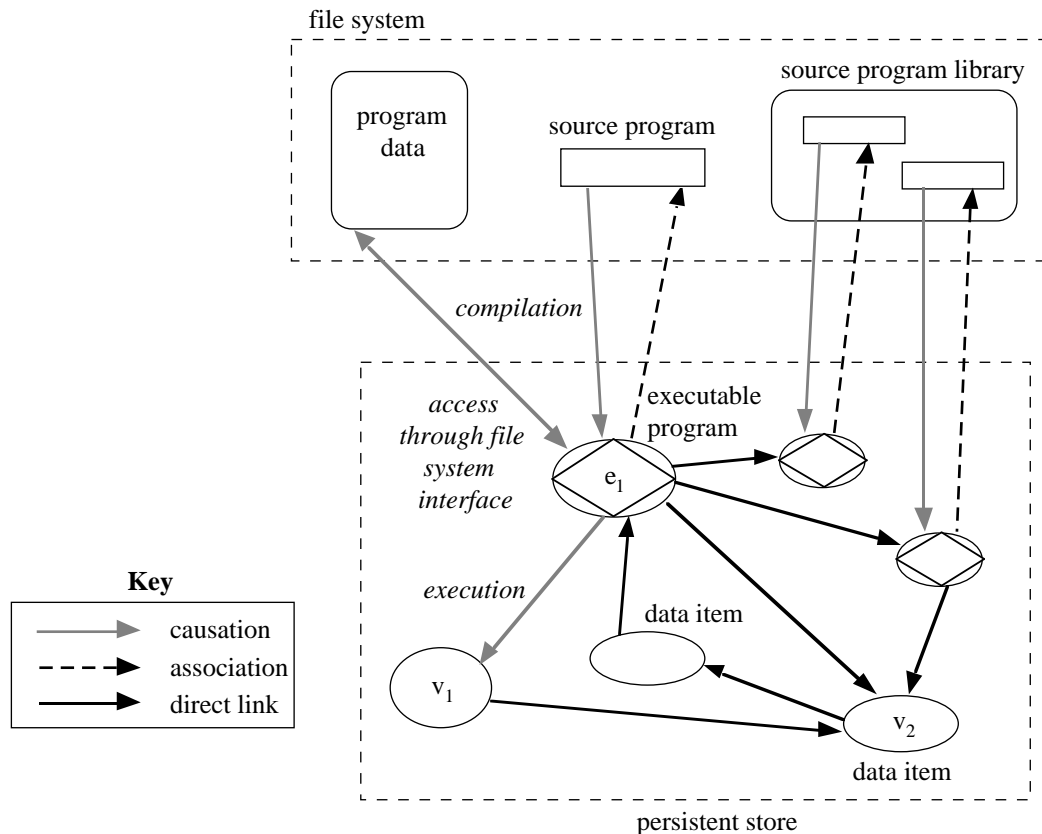 file system
source program library
program
data
source program
compilation
access
through file
system
interface
executable
program
e1
execution
Key
causation
association
direct link
data item
v1
v2
data item
persistent store